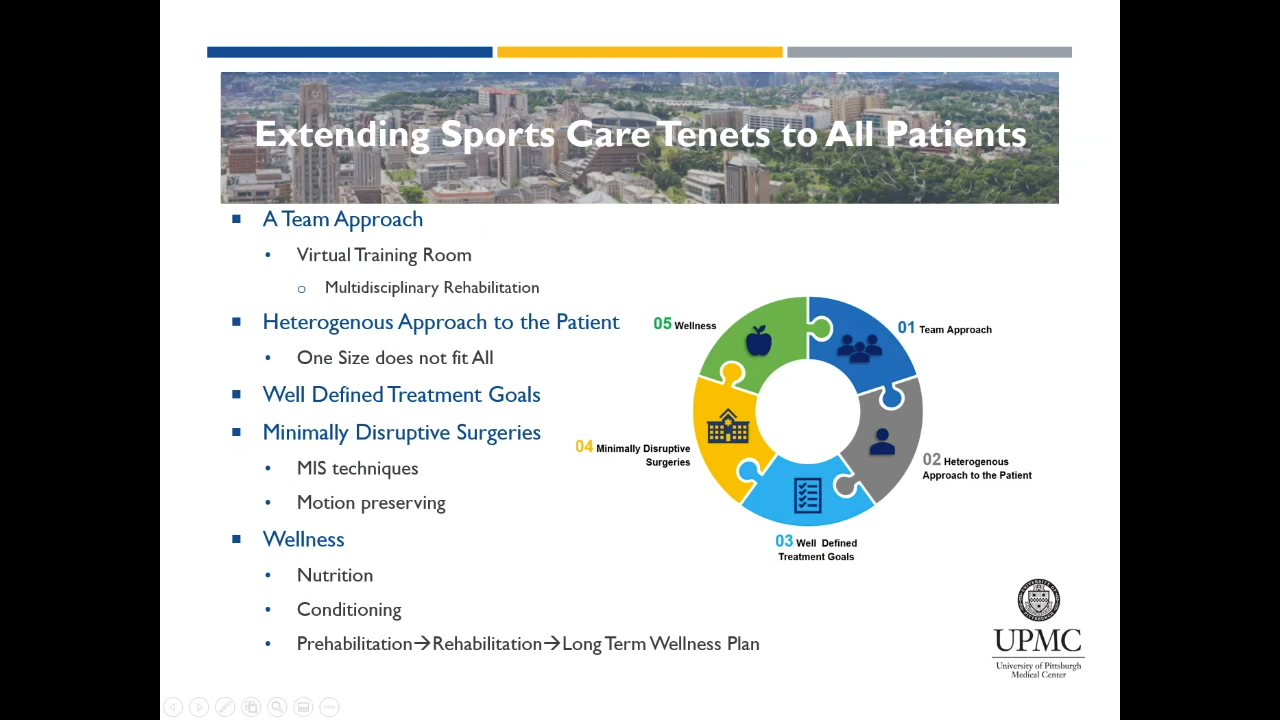 Extending Sports Care Tenets to All Patients
▪ A Team Approach
• Virtual Training Room
o Multidisciplinary Rehabilitation
▪ Heterogenous Approach to the Patient
• One Size does not fit All
▪ Well Defined Treatment Goals
▪ Minimally Disruptive Surgeries
• MIS techniques
• Motion preserving
▪ Wellness
• Nutrition
• Conditioning
• Prehabilitation→Rehabilitation→Long Term Wellness Plan
01 Team Approach
02 Heterogenous
Approach to the Patient
03 Well Defined
Treatment Goals
04 Minimally Disruptive
Surgeries
05 Wellness
UPMC
University of Pittsburgh
Medical Center